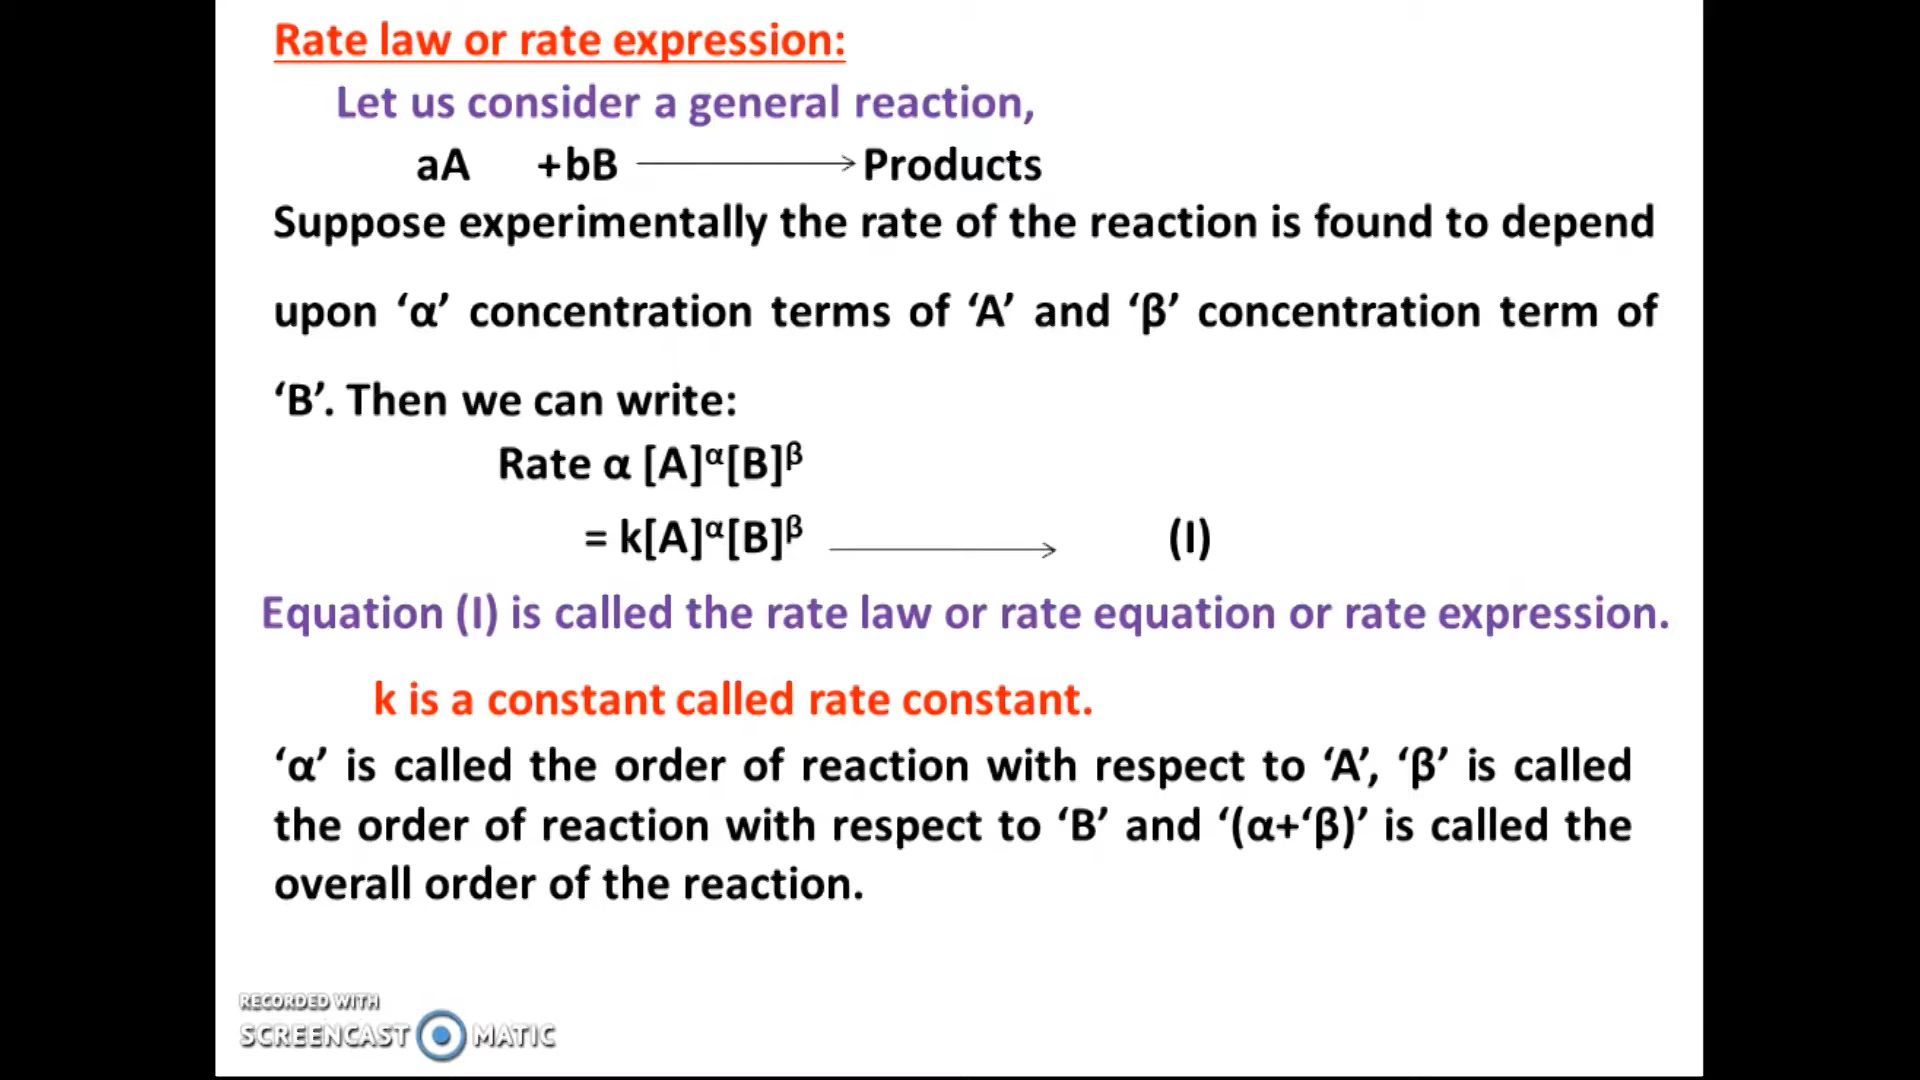 Rate law or rate expression:
Let us consider a general reaction,
aA +bB ⟶ Products
Suppose experimentally the rate of the reaction is found to depend
upon ‘α’ concentration terms of ‘A’ and ‘β’ concentration term of
‘B’. Then we can write:
Rate α [A]ᵅ[B]ᵝ
= k[A]ᵅ[B]ᵝ ⟶ (I)
Equation (I) is called the rate law or rate equation or rate expression.
k is a constant called rate constant.
‘α’ is called the order of reaction with respect to ‘A’, ‘β’ is called
the order of reaction with respect to ‘B’ and ‘(α+‘β)’ is called the
overall order of the reaction.
RECORDED WITH
SCREENCAST MATIC